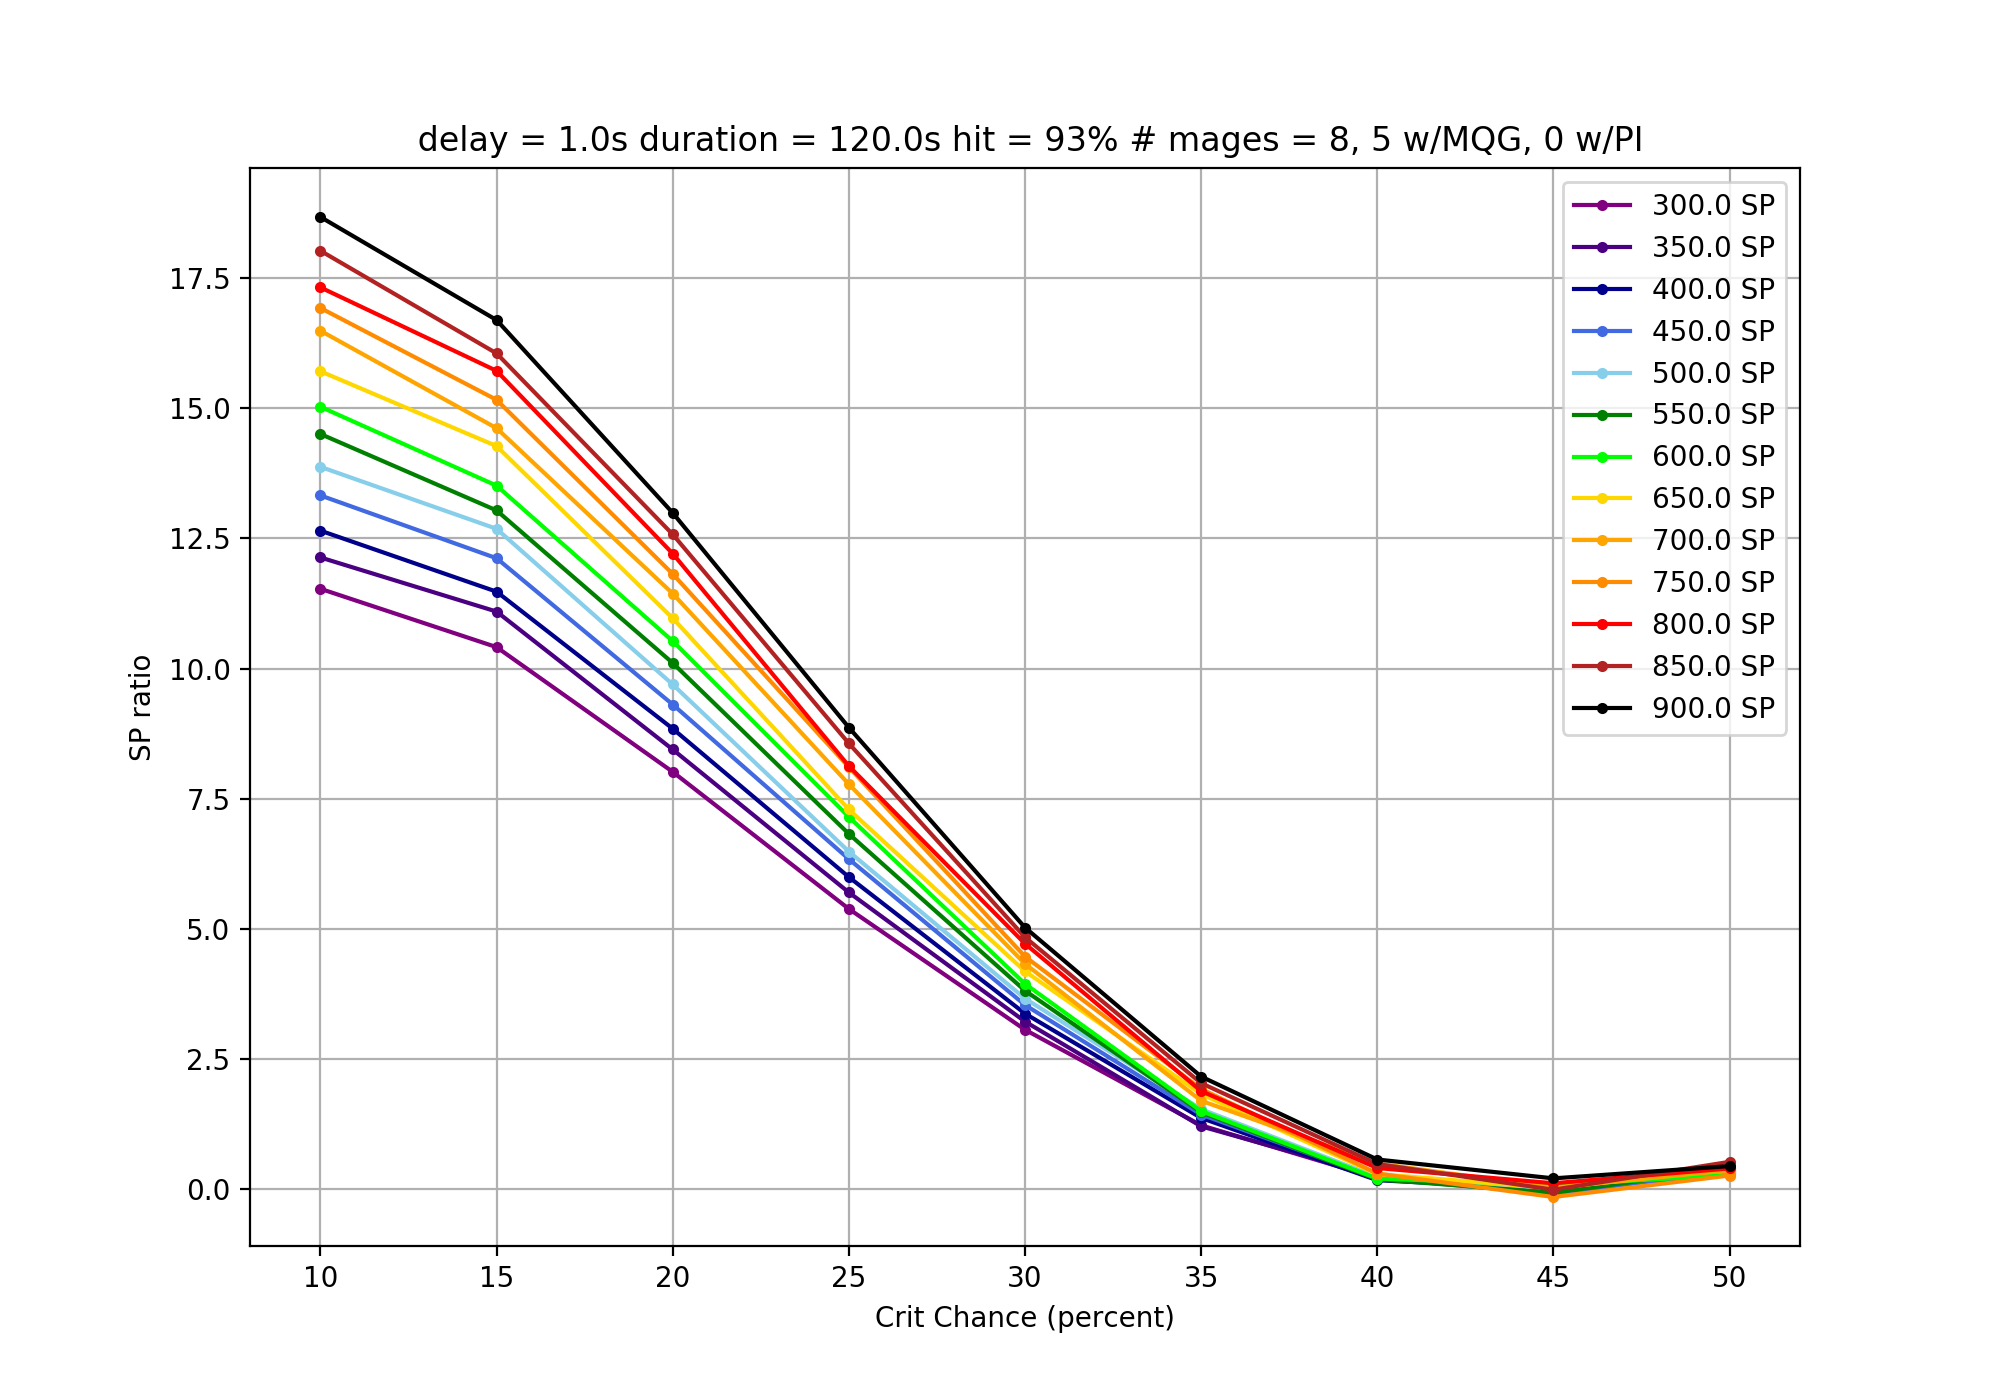 delay = 1.0s duration = 120.0s hit = 93% # mages = 8, 5 w/MQG, 0 w/PI
300.0 SP
350.0 SP
400.0 SP
450.0 SP
500.0 SP
550.0 SP
600.0 SP
650.0 SP
700.0 SP
750.0 SP
800.0 SP
850.0 SP
900.0 SP
SP ratio
17.5
15.0
12.5
10.0
7.5
5.0
2.5
0.0
10 15 20 25 30 35 40 45 50
Crit Chance (percent)